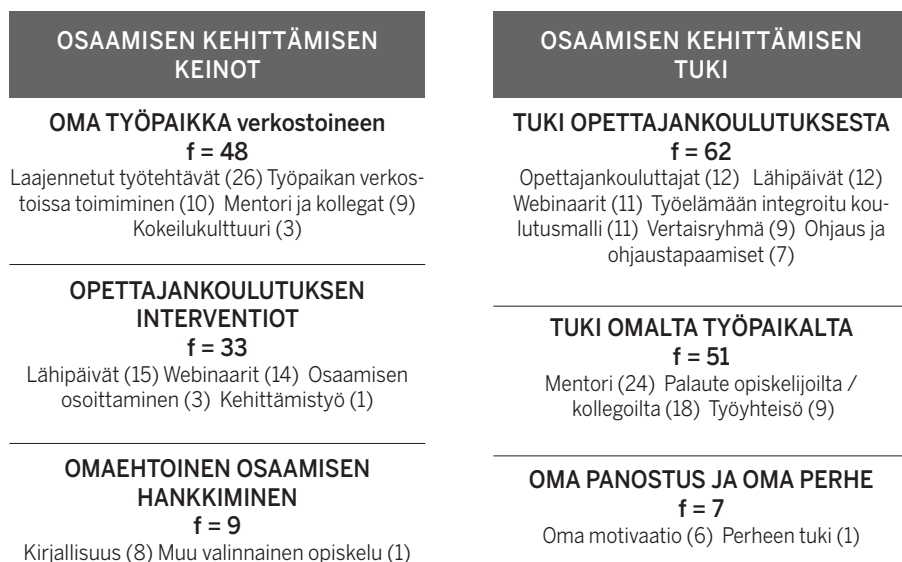 OSAAMISEN KEHITTÄMISEN
KEINOT
OMA TYÖPAIKKA verkostoineen
f = 48
Laajennetut työtehtävät (26) Työpaikan verkos-
toissa toimiminen (10) Mentori ja kollegat (9)
Kokeilukulttuuri (3)
OPETTAJANKOULUTUKSEN
INTERVENTIOT
f = 33
Lähipäivät (15) Webinaarit (14) Osaamisen
osoittaminen (3) Kehittämistyö (1)
OMAEHTOINEN OSAAMISEN
HANKKIMINEN
f = 9
Kirjallisuus (8) Muu valinnainen opiskelu (1)
OSAAMISEN KEHITTÄMISEN
TUKI
TUKI OPETTAJANKOULUTUKSESTA
f = 62
Opettajankouluttajat (12) Lähipäivät (12)
Webinaarit (11) Työelämään integroitu kou-
lutusmalli (11) Vertaisryhmä (9) Ohjaus ja
ohjaustapaamiset (7)
TUKI OMALTA TYÖPAIKALTA
f = 51
Mentori (24) Palaute opiskelijoilta /
kollegoilta (18) Työyhteisö (9)
OMA PANOSTUS JA OMA PERHE
f = 7
Oma motivaatio (6) Perheen tuki (1)